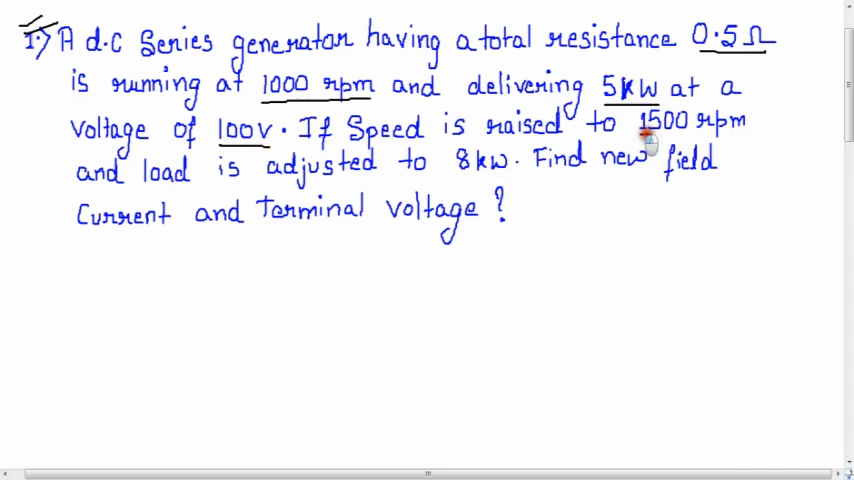 1.) A d.C Series generator having a total resistance 0.5 Ω
is running at 1000 rpm and delivering 5kw at a
voltage of 100v. If Speed is raised to 1500 rpm
and load is adjusted to 8kw. Find new field
Current and terminal voltage ?